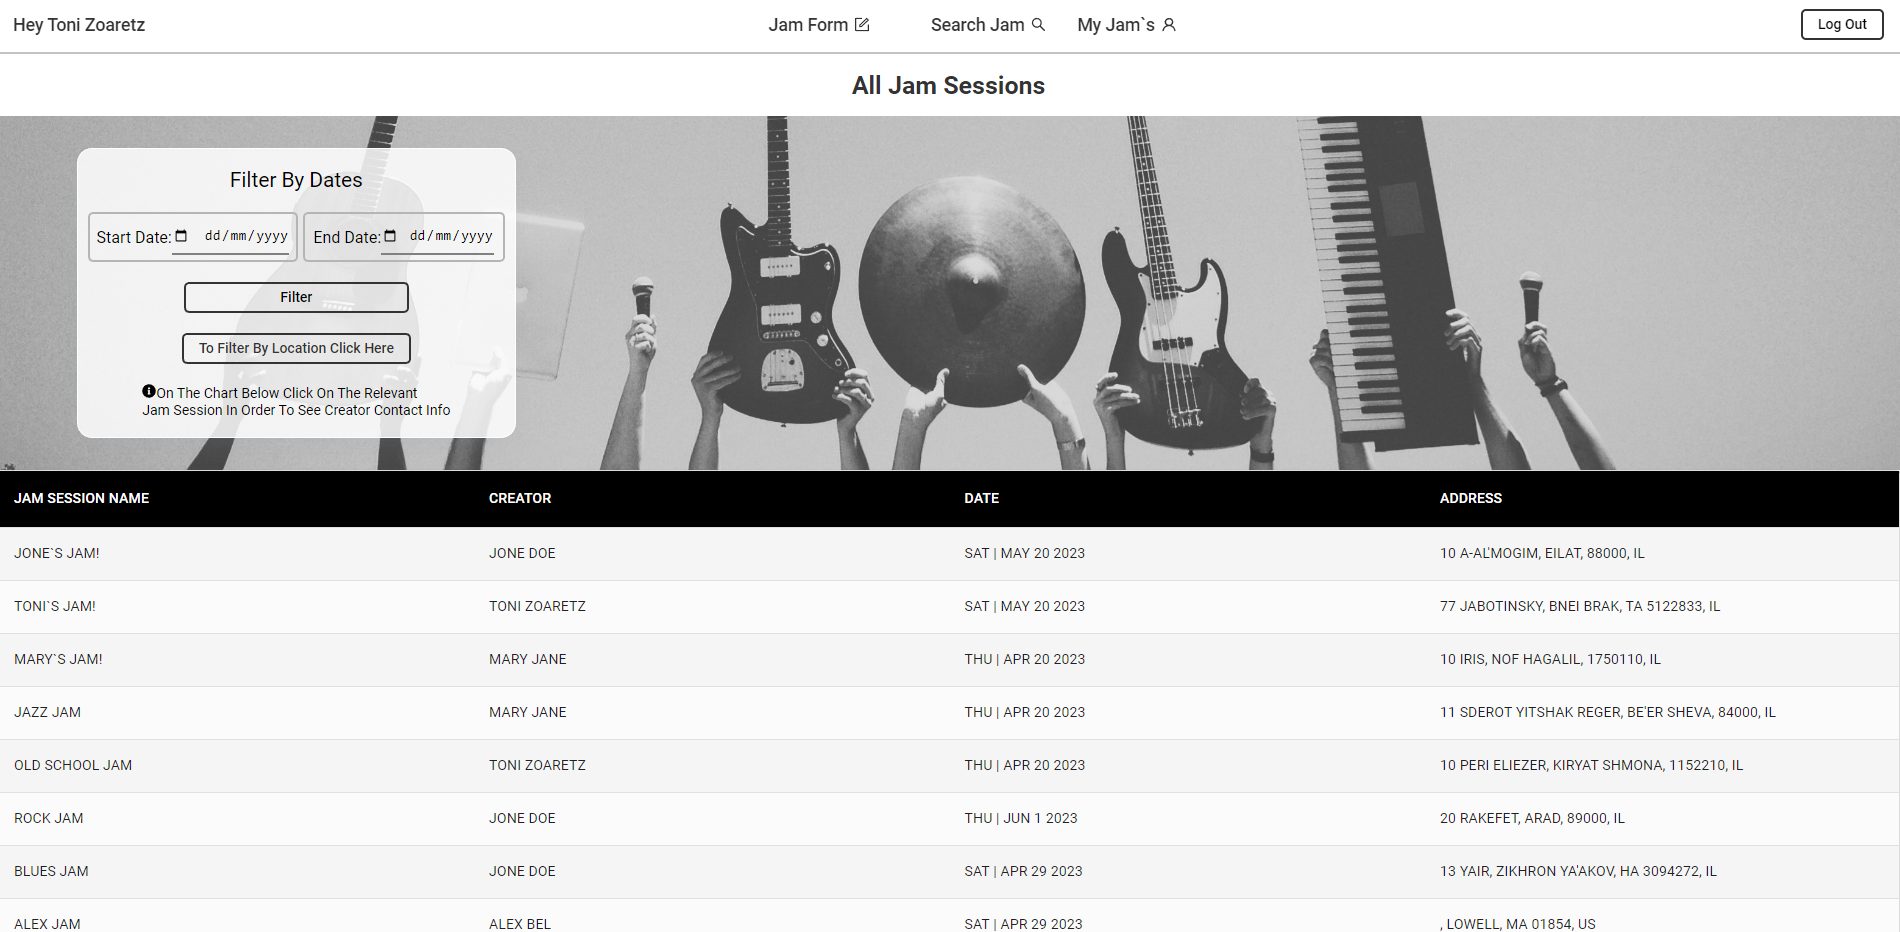 Hey Toni Zoaretz Jam Form Search Jam My Jam`s Log Out
All Jam Sessions
Filter By Dates
Start Date: dd/mm/yyyy End Date: dd/mm/yyyy
Filter
To Filter By Location Click Here
On The Chart Below Click On The Relevant
Jam Session In Order To See Creator Contact Info
JAM SESSION NAME CREATOR DATE ADDRESS
JONE`S JAM! JONE DOE SAT | MAY 20 2023 10 A-AL'MOGIM, EILAT, 88000, IL
TONI`S JAM! TONI ZOARETZ SAT | MAY 20 2023 77 JABOTINSKY, BNEI BRAK, TA 5122833, IL
MARY`S JAM! MARY JANE THU | APR 20 2023 10 IRIS, NOF HAGALIL, 1750110, IL
JAZZ JAM MARY JANE THU | APR 20 2023 11 SDEROT YITSHAK REGER, BE'ER SHEVA, 84000, IL
OLD SCHOOL JAM TONI ZOARETZ THU | APR 20 2023 10 PERI ELIEZER, KIRYAT SHMONA, 1152210, IL
ROCK JAM JONE DOE THU | JUN 1 2023 20 RAKEFET, ARAD, 89000, IL
BLUES JAM JONE DOE SAT | APR 29 2023 13 YAIR, ZIKHRON YA'AKOV, HA 3094272, IL
ALEX JAM ALEX BEL SAT | APR 29 2023 , LOWELL, MA 01854, US